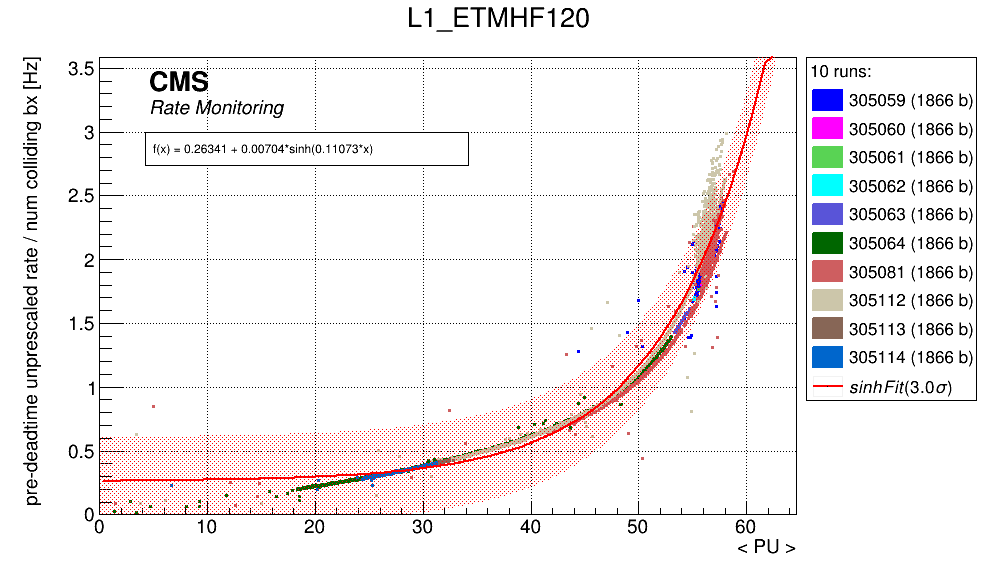 L1_ETMHF120
pre-deadtime unprescaled rate / num colliding bx [Hz]
3.5
3
2.5
2
1.5
1
0.5
0
CMS
Rate Monitoring
f(x) = 0.26341 + 0.00704*sinh(0.11073*x)
0 10 20 30 40 50 60
< PU >
10 runs:
305059 (1866 b)
305060 (1866 b)
305061 (1866 b)
305062 (1866 b)
305063 (1866 b)
305064 (1866 b)
305081 (1866 b)
305112 (1866 b)
305113 (1866 b)
305114 (1866 b)
sinhFit(3.0σ)